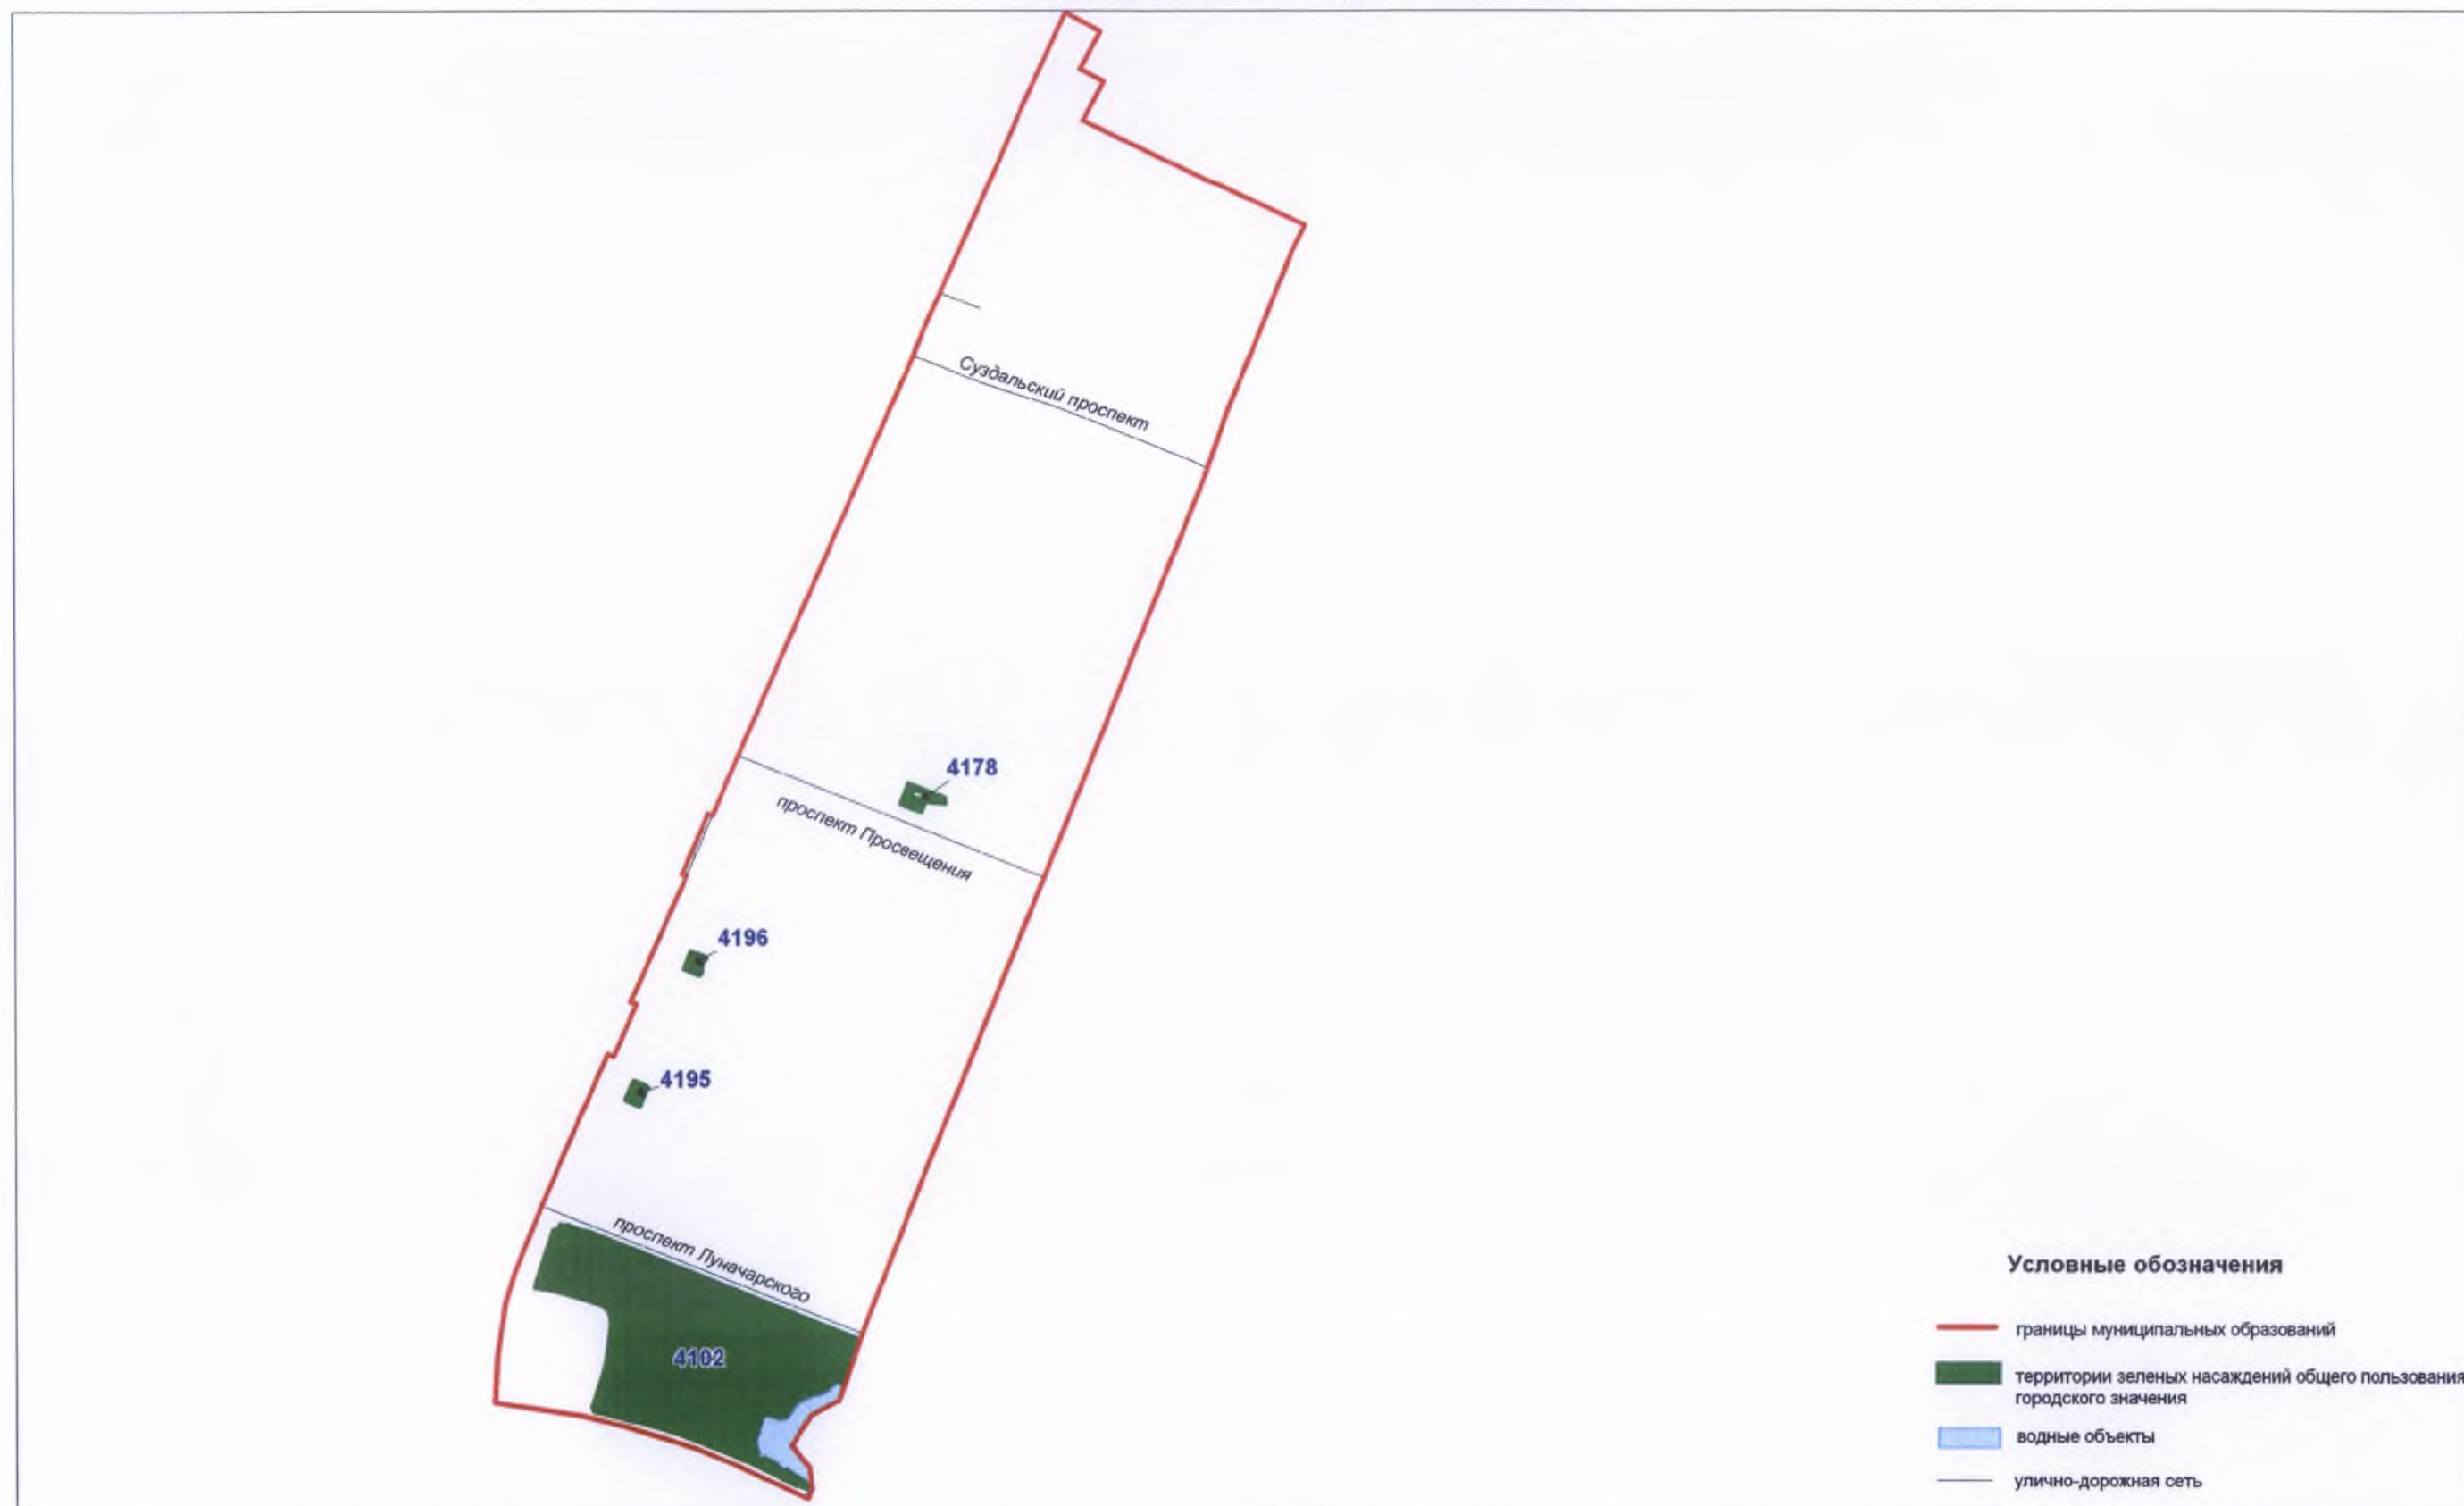 Суздальский проспект
4178
проспект Просвещения
4196
4195
проспект Луначарского
4102
Условные обозначения
границы муниципальных образований
территории зеленых насаждений общего пользования
городского значения
водные объекты
улично-дорожная сеть